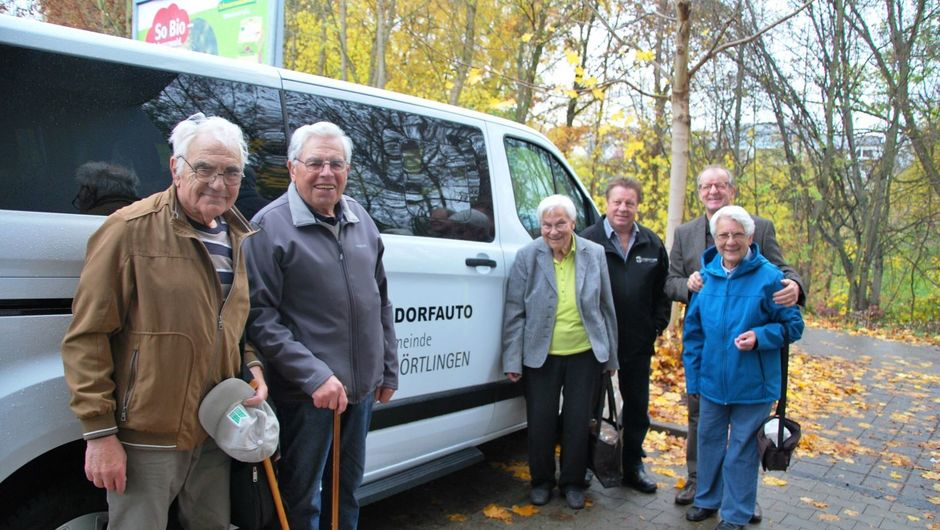 So Bio
DORFAUTO
meinde
ÖRTLINGEN